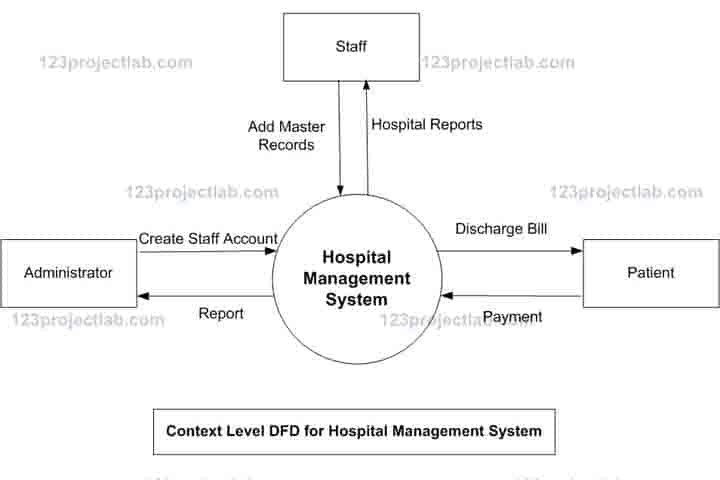 Staff
123projectlab.com
123projectlab.com
Add Master
Records
Hospital Reports
123projectlab.com
123projectlab.com
Create Staff Account
Discharge Bill
Administrator
Hospital
Management
System
Patient
Report
Payment
123projectlab.com
123projectlab.com
Context Level DFD for Hospital Management System